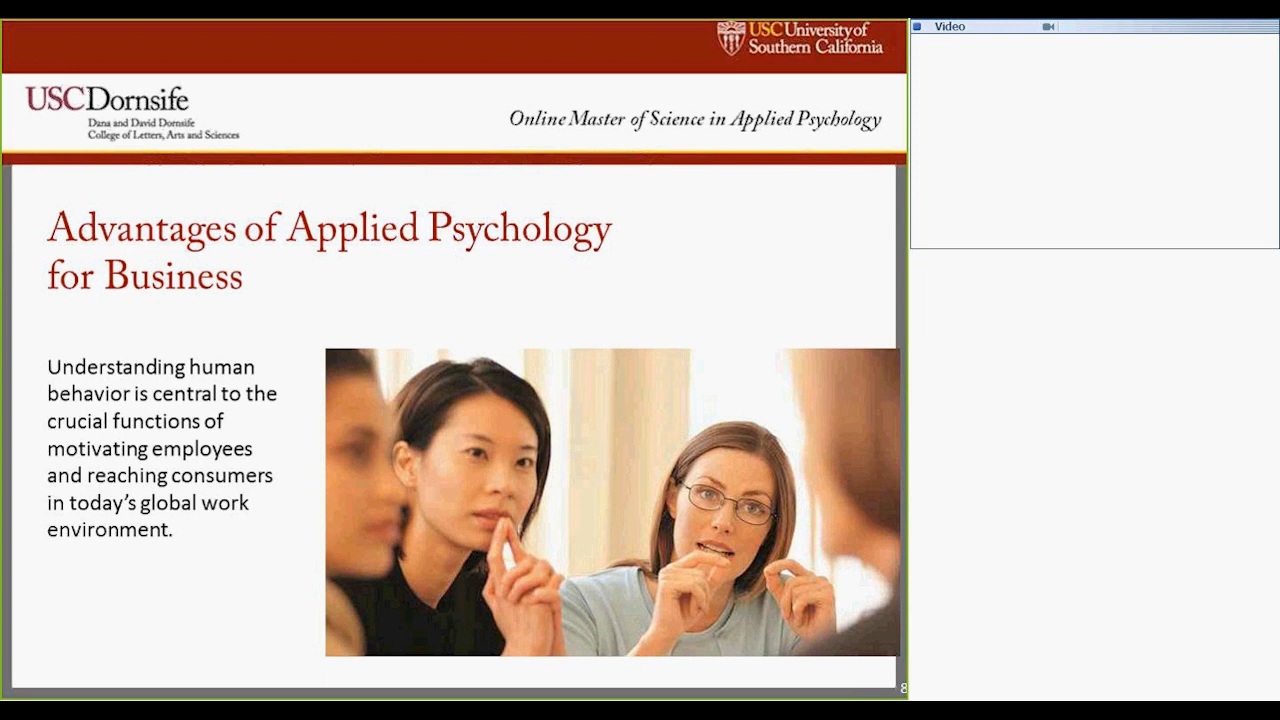 USC University of
Southern California
Video
USCDornsife
Dana and David Dornsife
College of Letters, Arts and Sciences
Online Master of Science in Applied Psychology
Advantages of Applied Psychology
for Business
Understanding human
behavior is central to the
crucial functions of
motivating employees
and reaching consumers
in today’s global work
environment.
8